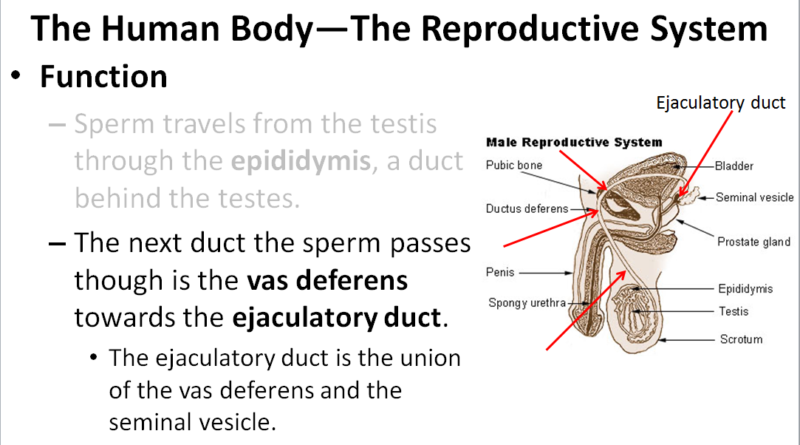 The Human Body—The Reproductive System
• Function
– Sperm travels from the testis
through the epididymis, a duct
behind the testes.
– The next duct the sperm passes
though is the vas deferens
towards the ejaculatory duct.
• The ejaculatory duct is the union
of the vas deferens and the
seminal vesicle.
Ejaculatory duct
Male Reproductive System
Pubic bone
Ductus deferens
Penis
Spongy urethra
Bladder
Seminal vesicle
Prostate gland
Epididymis
Testis
Scrotum